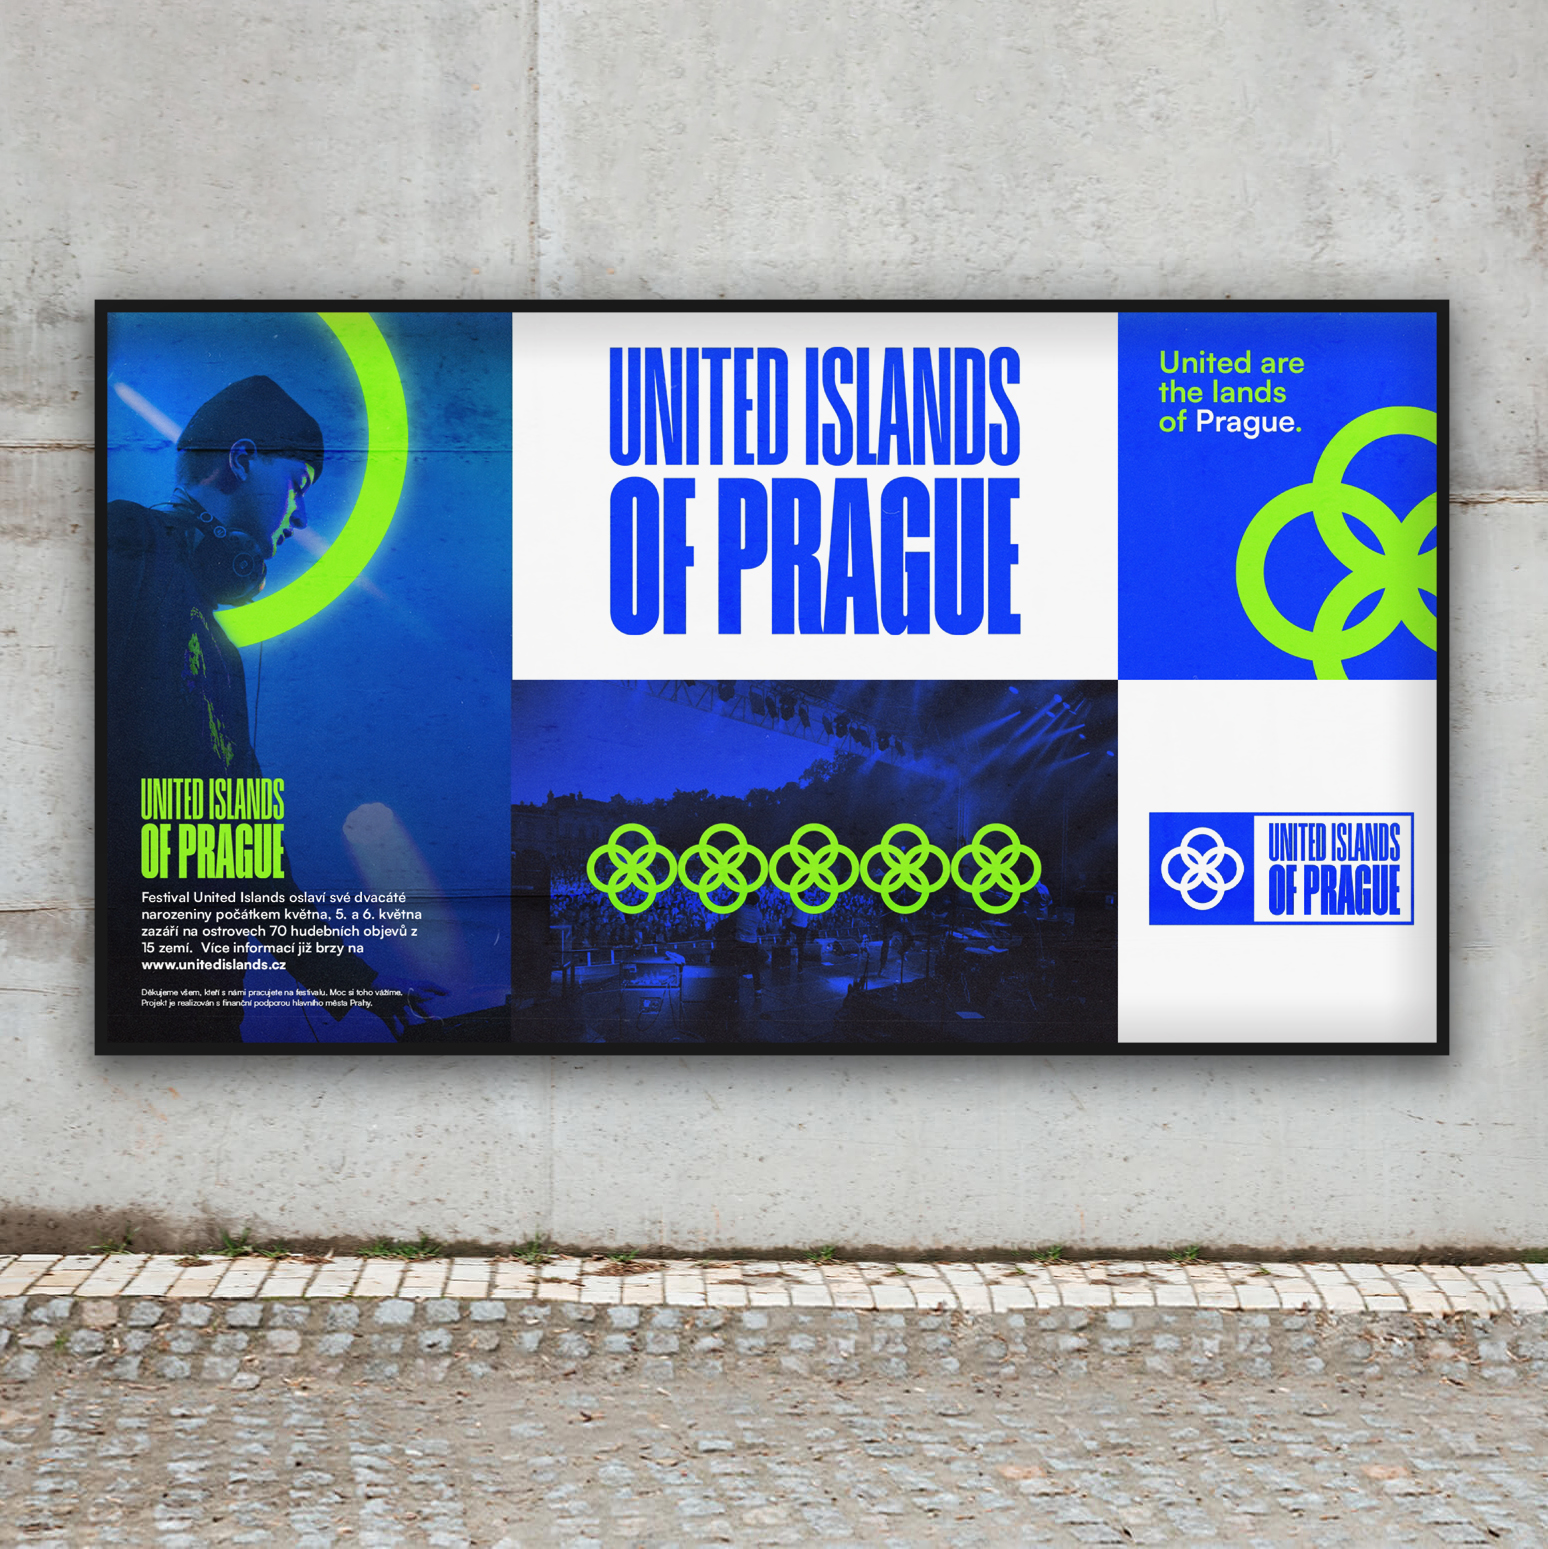 UNITED ISLANDS
OF PRAGUE
Festival United Islands oslaví své dvacáté
narozeniny počátkem května, 5. a 6. května
zazáří na ostrovech 70 hudebních objevů z
15 zemí.  Více informací již brzy na
www.unitedislands.cz
Děkujeme všem, kteří s námi pracujete na festivalu. Moc si toho vážíme.
Projekt je realizován s finanční podporou hlavního města Prahy.
UNITED ISLANDS
OF PRAGUE
United are
the lands
of Prague.
UNITED ISLANDS
OF PRAGUE